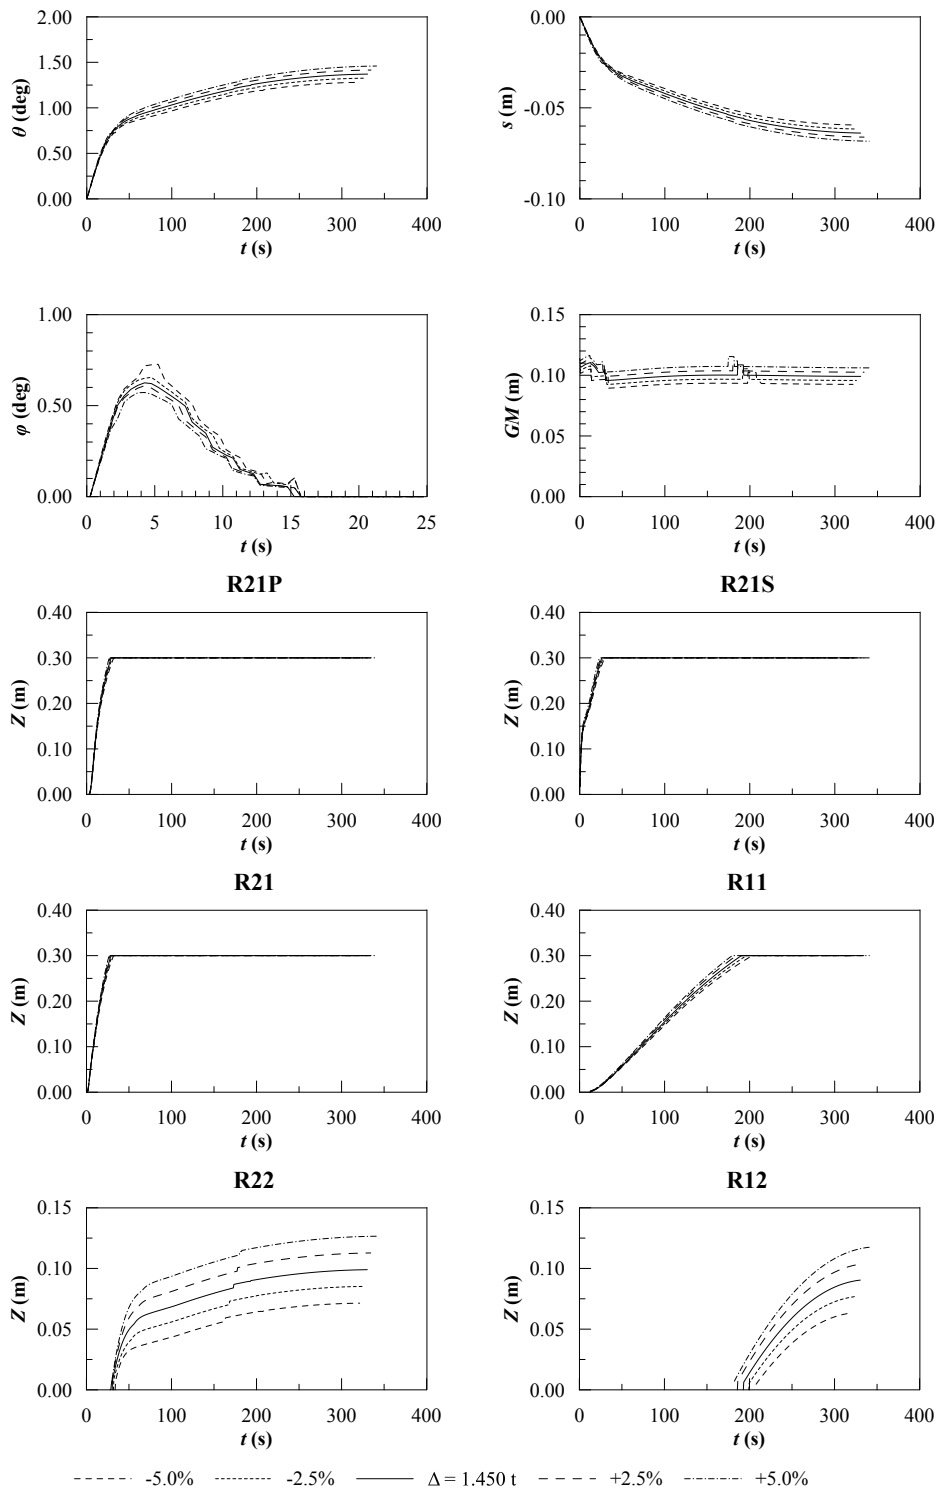 2.00
1.50
1.00
0.50
0.00
θ (deg)
0 100 200 300 400
t (s)
0.00
-0.05
-0.10
s (m)
0 100 200 300 400
t (s)
1.00
0.50
0.00
φ (deg)
0 5 10 15 20 25
t (s)
0.15
0.10
0.05
0.00
GM (m)
0 100 200 300 400
t (s)
R21P
0.40
0.30
0.20
0.10
0.00
Z (m)
0 100 200 300 400
t (s)
R21S
0.40
0.30
0.20
0.10
0.00
Z (m)
0 100 200 300 400
t (s)
R21
0.40
0.30
0.20
0.10
0.00
Z (m)
0 100 200 300 400
t (s)
R11
0.40
0.30
0.20
0.10
0.00
Z (m)
0 100 200 300 400
t (s)
R22
0.15
0.10
0.05
0.00
Z (m)
0 100 200 300 400
t (s)
R12
0.15
0.10
0.05
0.00
Z (m)
0 100 200 300 400
t (s)
-5.0% -2.5% Δ = 1.450 t +2.5% +5.0%